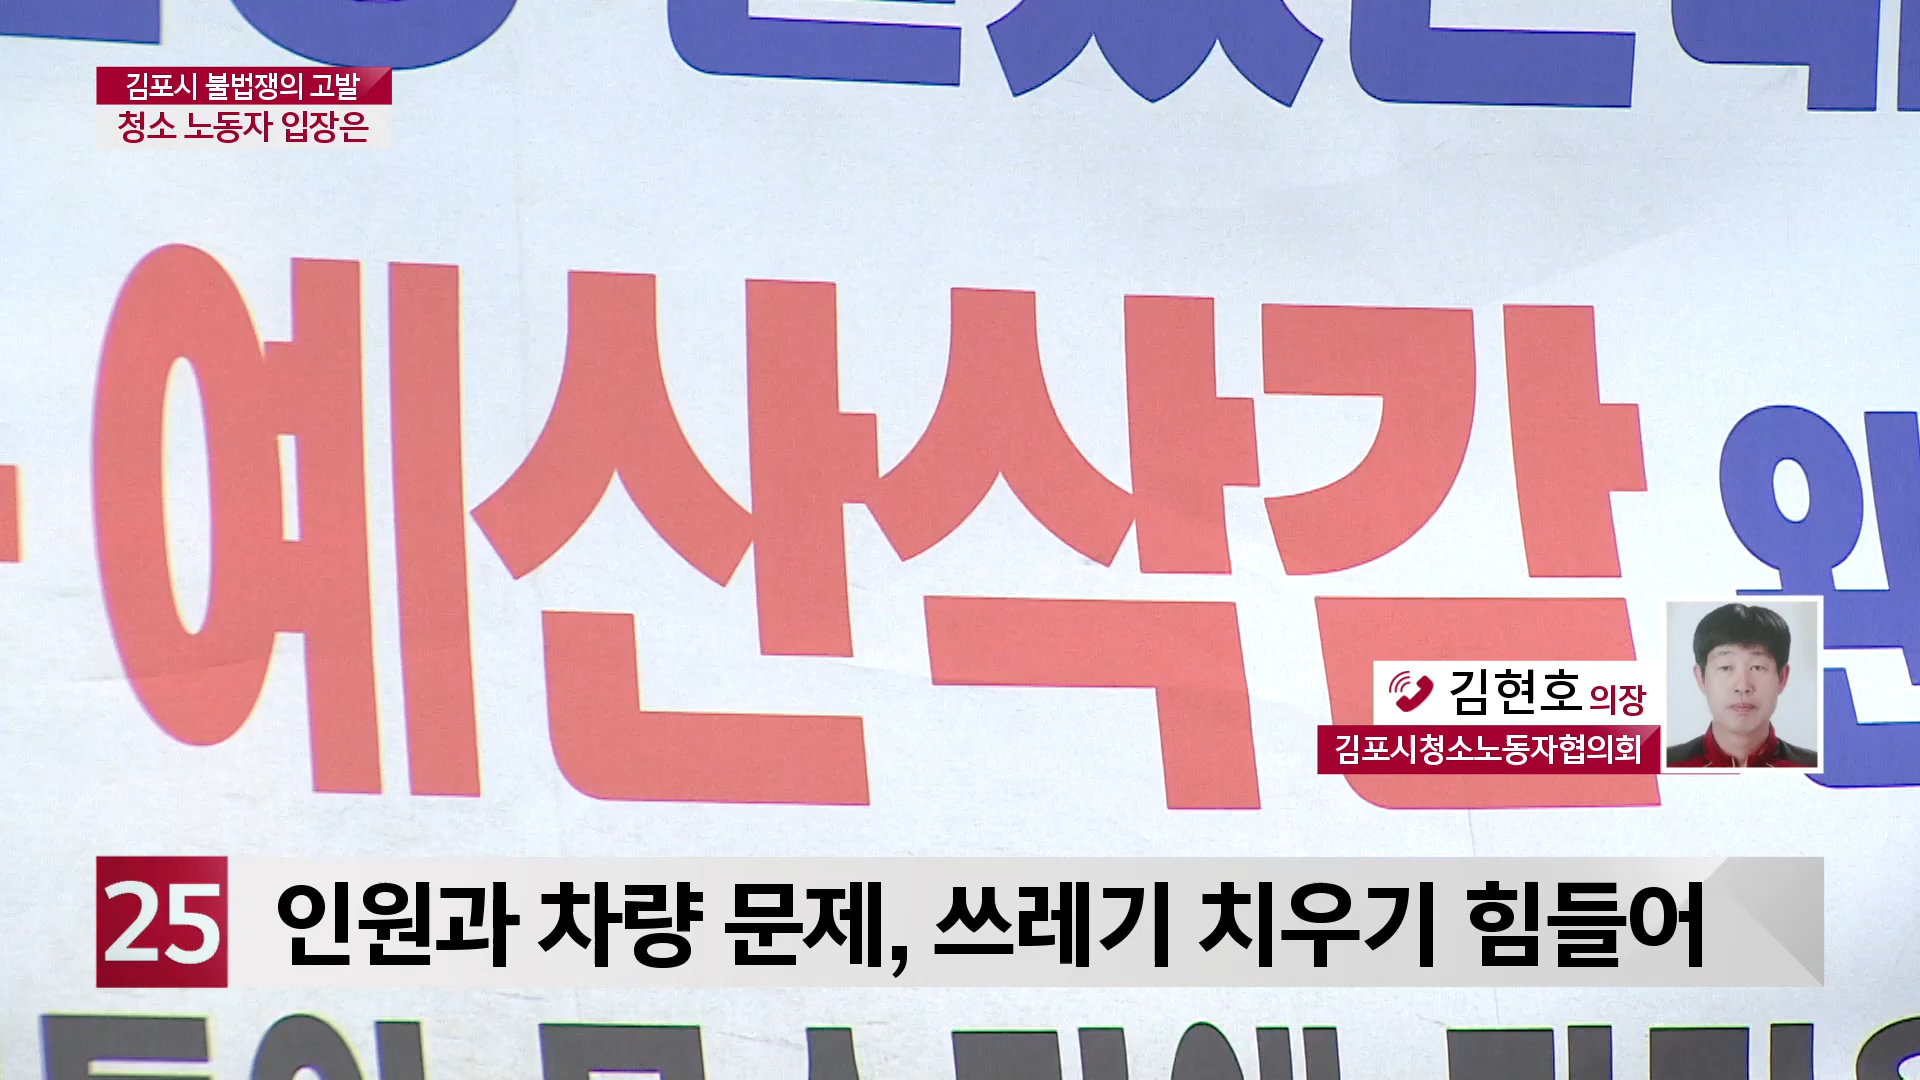 김포시 불법쟁의 고발
청소 노동자 입장은
예산삭감
김현호 의장
김포시청소노동자협의회
25 인원과 차량 문제, 쓰레기 치우기 힘들어